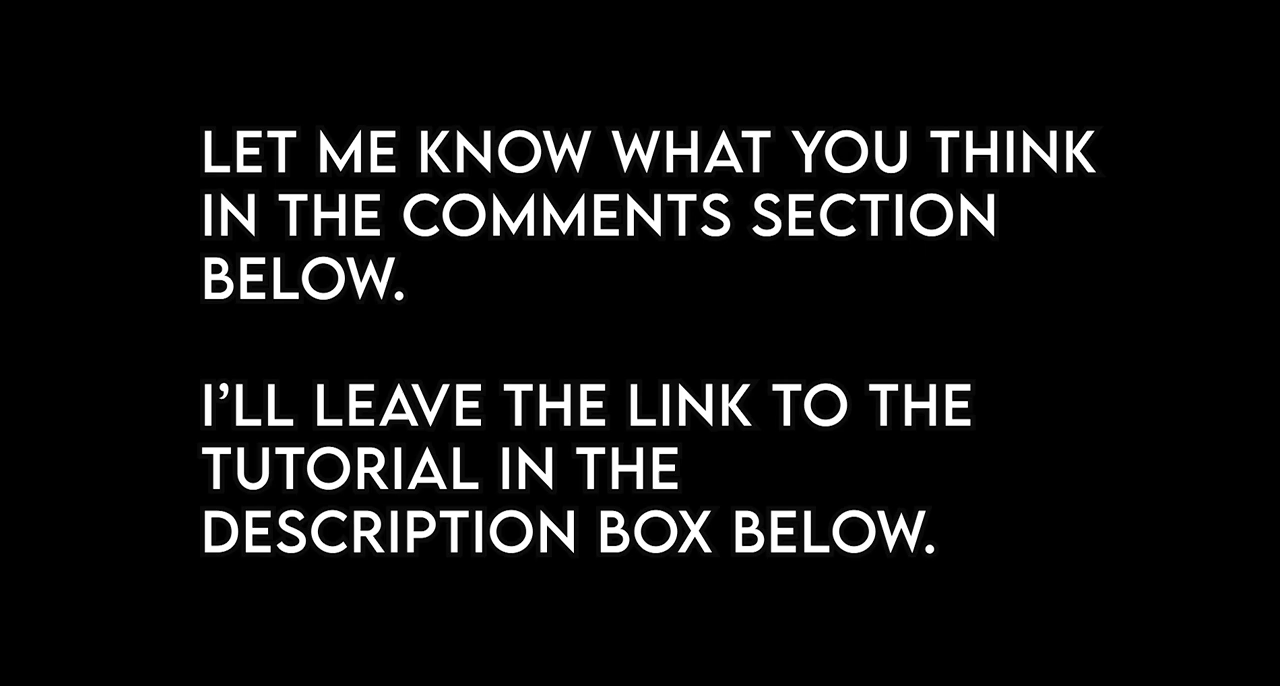 LET ME KNOW WHAT YOU THINK
IN THE COMMENTS SECTION
BELOW.
I’LL LEAVE THE LINK TO THE
TUTORIAL IN THE
DESCRIPTION BOX BELOW.